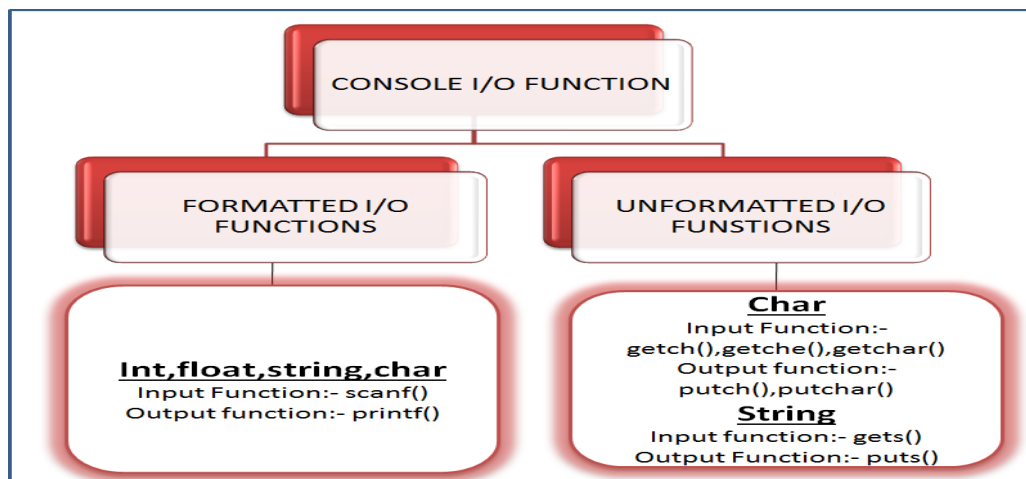 CONSOLE I/O FUNCTION
FORMATTED I/O
FUNCTIONS
UNFORMATTED I/O
FUNSTIONS
Int,float,string,char
Input Function:- scanf()
Output function:- printf()
Char
Input Function:-
getch(),getche(),getchar()
Output function:-
putch(),putchar()
String
Input function:- gets()
Output Function:- puts()